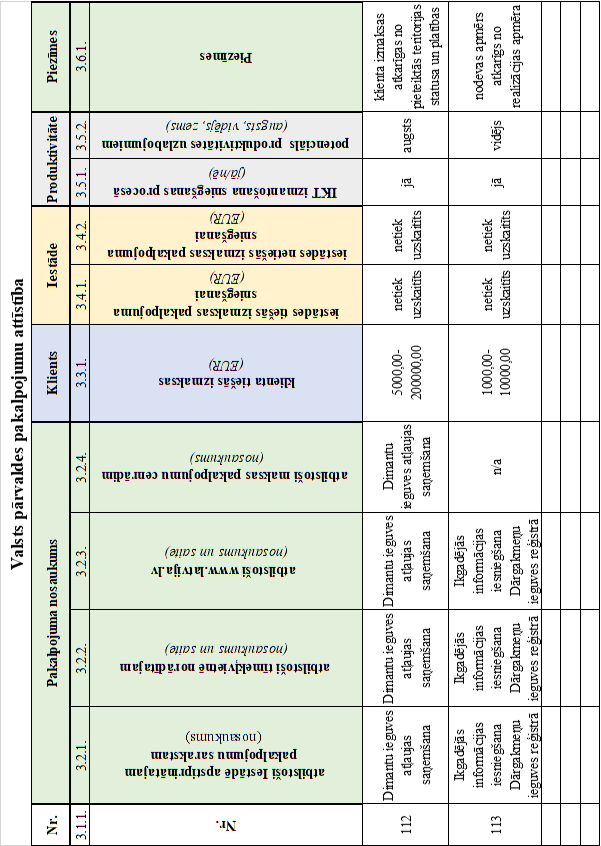 Valsts pārvaldes pakalpojumu attīstība
Nr.
Pakalpojuma nosaukums
Klients
Iestāde
Produktivitāte
Piezīmes
3.1.1.
3.2.1.
3.2.2.
3.2.3.
3.2.4.
3.3.1.
3.4.1.
3.4.2.
3.5.1.
3.5.2.
3.6.1.
Nr.
atbilstoši Iestādē apstiprinātajam
pakalpojumu sarakstam
(nosaukums)
atbilstoši tīmekļvietnē norādītajam
(nosaukums un saite)
atbilstoši www.latvija.lv
(nosaukums un saite)
atbilstoši maksas pakalpojumu cenrādim
(nosaukums)
klienta tiešās izmaksas
(EUR)
iestādes tiešās izmaksas pakalpojuma
sniegšanai
(EUR)
iestādes netiešās izmaksas pakalpojuma
sniegšanai
(EUR)
IKT izmantošana sniegšanas procesā
(jā/nē)
potenciāls produktivitātes uzlabojumiem
(augsts, vidējs, zems)
Piezīmes
112
Dimantu ieguves
atļaujas
saņemšana
Dimantu ieguves
atļaujas
saņemšana
Dimantu ieguves
atļaujas
saņemšana
Dimantu
ieguves atļaujas
saņemšana
5000,00-
200000,00
netiek
uzskaitīts
netiek
uzskaitīts
jā
augsts
klienta izmaksas
atkarīgas no
pieteiktās teritorijas
statusa un platības
113
Ikgadējās
informācijas
iesniegšana
Dārgakmeņu
ieguves reģistrā
Ikgadējās
informācijas
iesniegšana
Dārgakmeņu
ieguves reģistrā
Ikgadējās
informācijas
iesniegšana
Dārgakmeņu
ieguves reģistrā
n/a
1000,00-
10000,00
netiek
uzskaitīts
netiek
uzskaitīts
jā
vidējs
nodevas apmērs
atkarīgs no
realizācijas apmēra